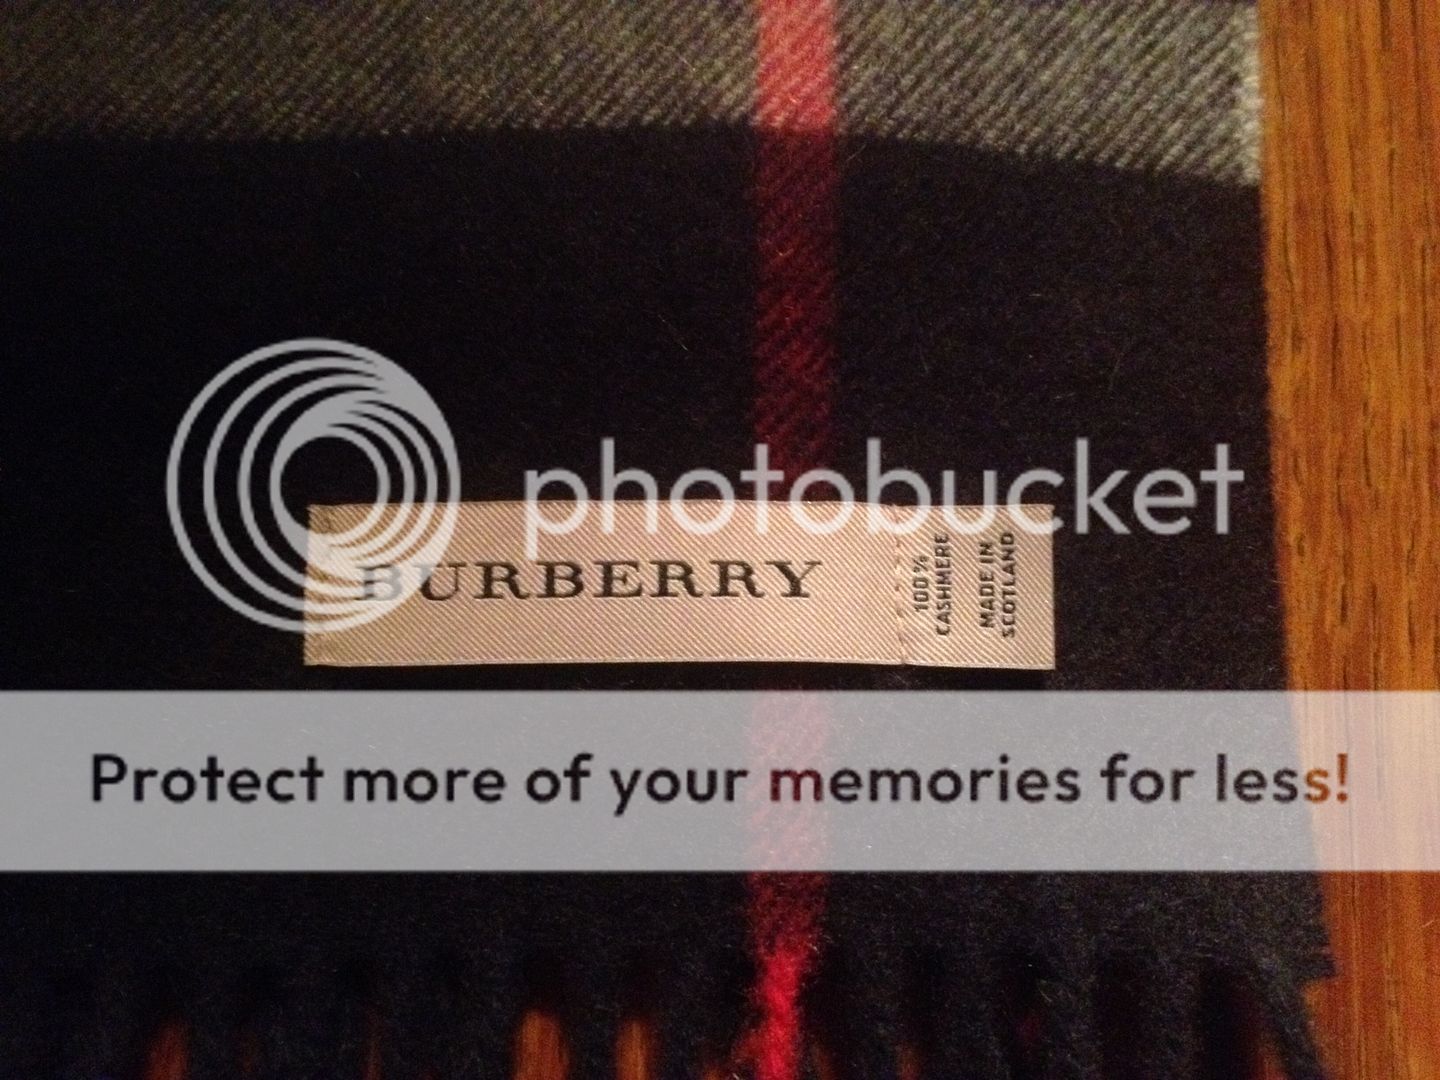 photobucket
BURBERRY
100%
CASHMERE
MADE IN
SCOTLAND
Protect more of your memories for less!